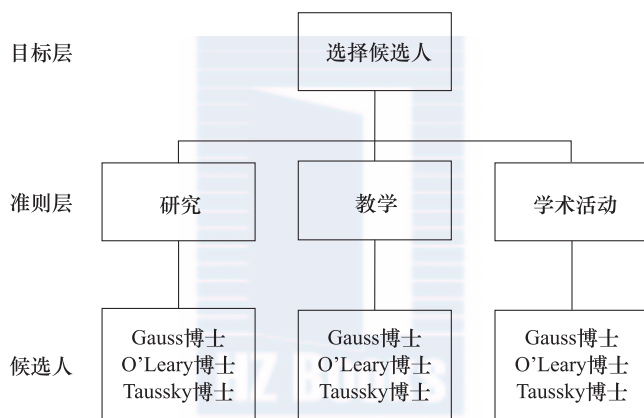 目标层
选择候选人
准则层
研究
教学
学术活动
候选人
Gauss博士
O'Leary博士
Taussky博士
Gauss博士
O'Leary博士
Taussky博士
Gauss博士
O'Leary博士
Taussky博士